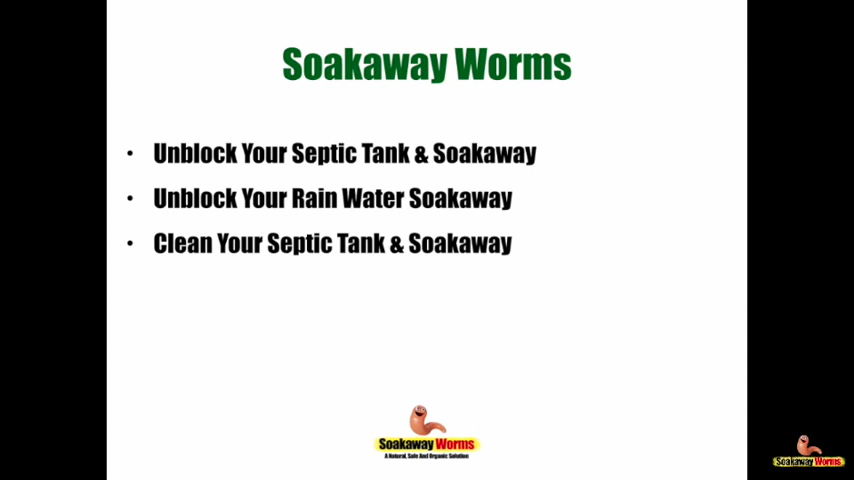 Soakaway Worms
• Unblock Your Septic Tank & Soakaway
• Unblock Your Rain Water Soakaway
• Clean Your Septic Tank & Soakaway
Soakaway Worms
A Natural, Safe And Organic Solution
Soakaway Worms